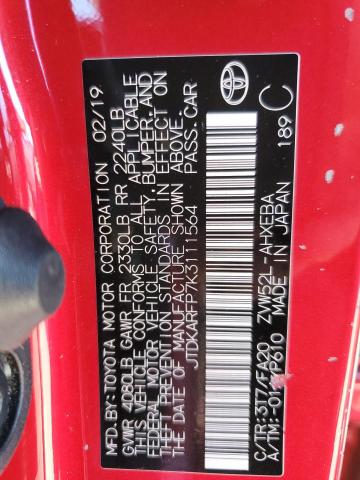 MFD. BY: TOYOTA MOTOR CORPORATION 02/19
GVWR 4080LB GAWR FR 2330LB RR 2240LB
THIS VEHICLE CONFORMS TO ALL APPLICABLE
FEDERAL MOTOR VEHICLE SAFETY, BUMPER, AND
THEFT PREVENTION STANDARDS IN EFFECT ON
THE DATE OF MANUFACTURE SHOWN ABOVE.
JTDKARFP7K3111564 PASS. CAR
C/TR: 3T7/FA20 ZVW52L-AHXEBA
A/TM: P610 MADE IN JAPAN
189 C
TOYOTA